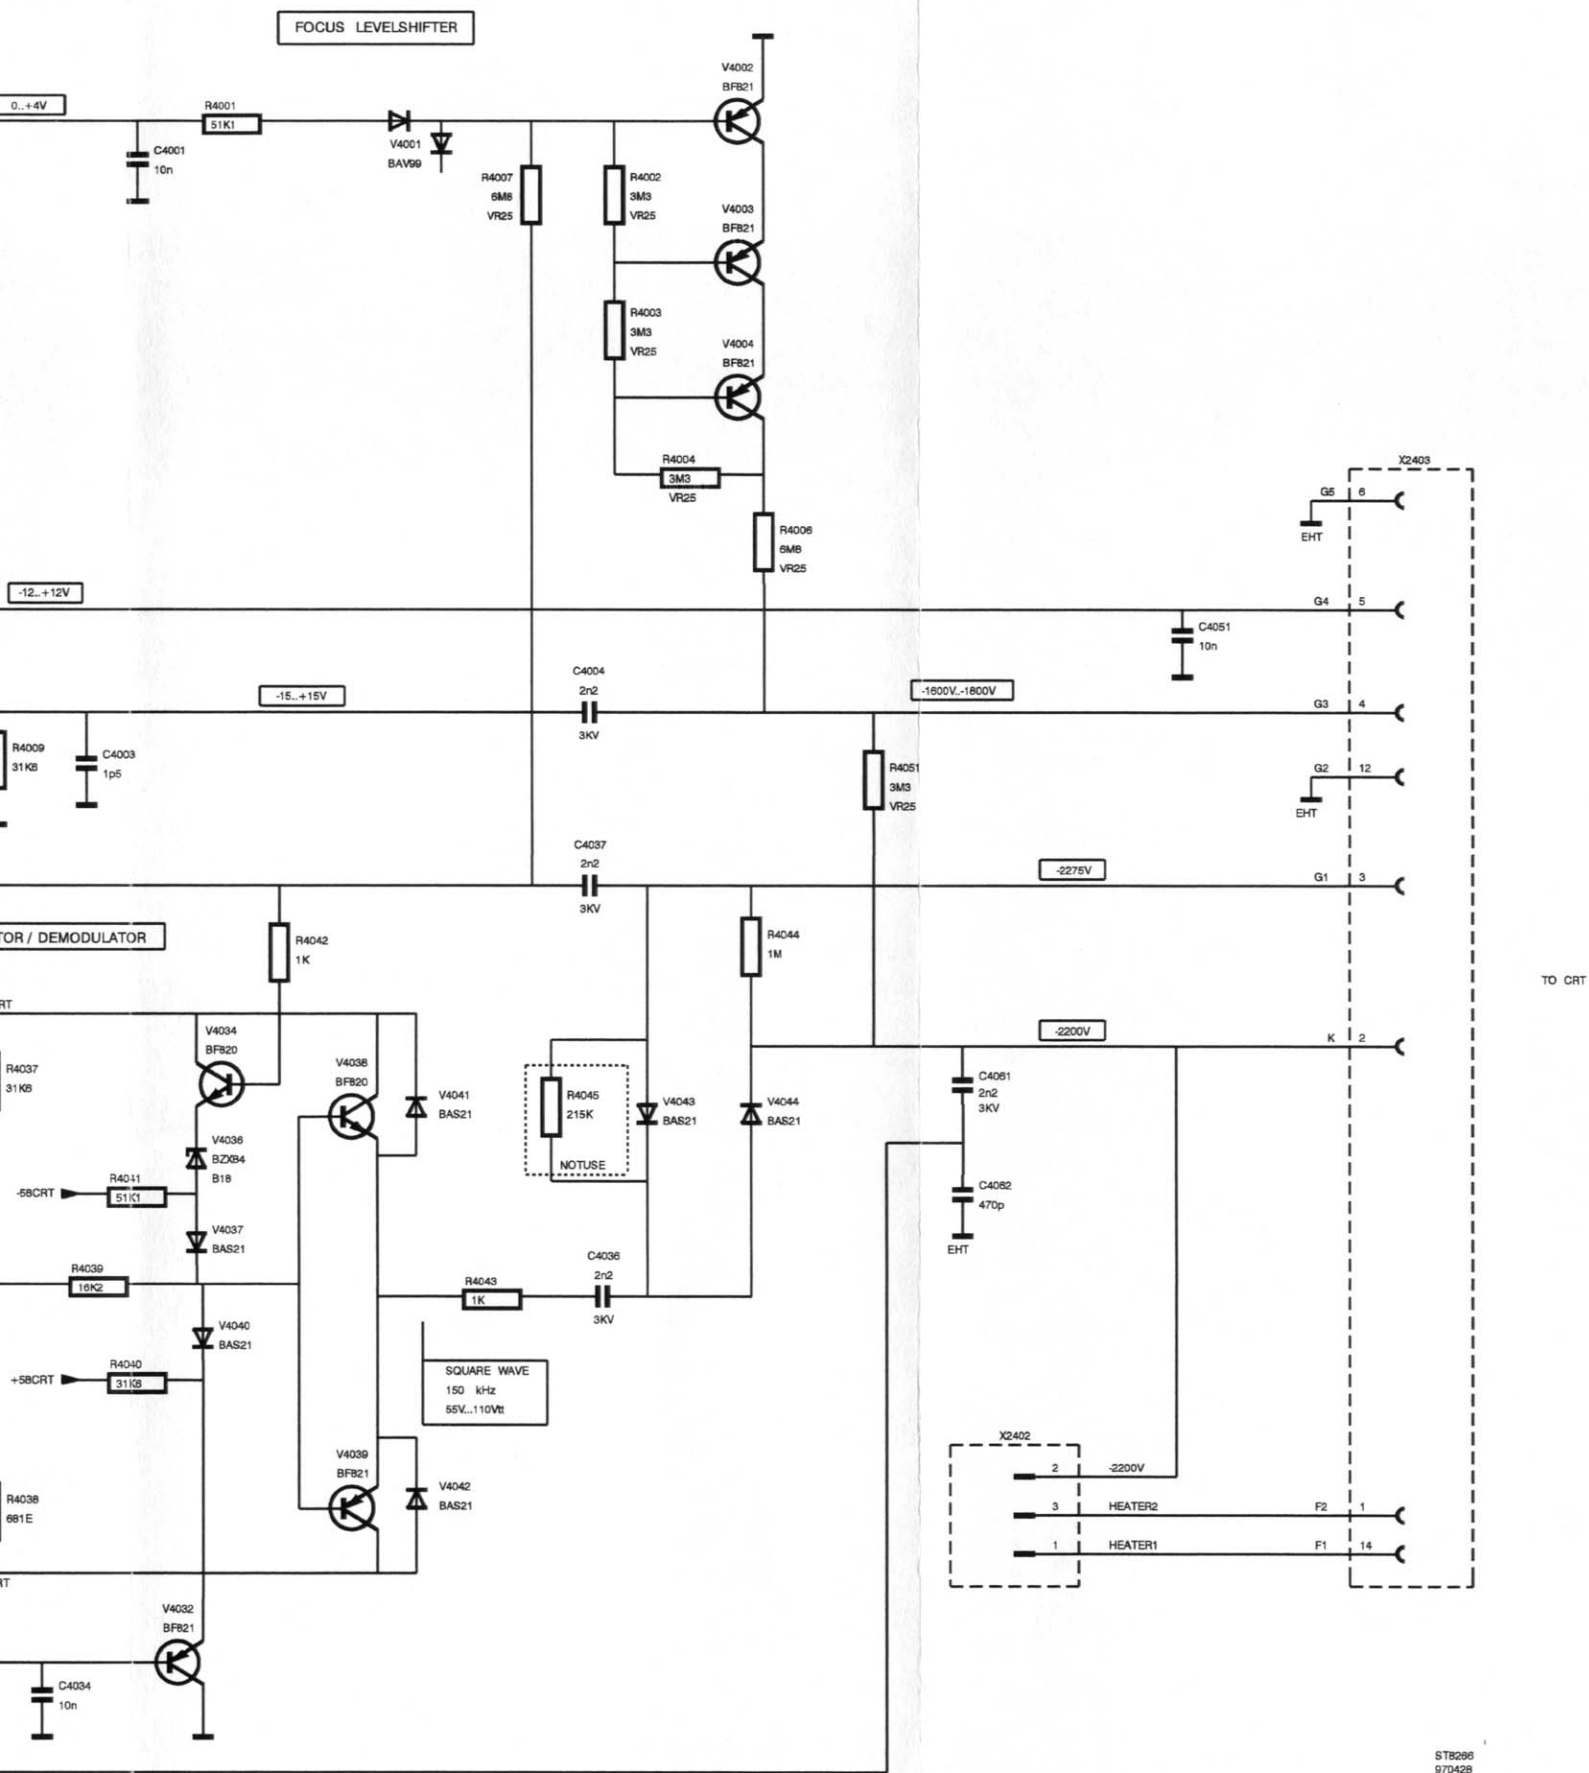 FOCUS LEVELSHIFTER
V4002
BF821
0..+4V
R4001
51K1
C4001
10n
V4001
BAV99
R4007
6M8
VR25
R4002
3M3
VR25
V4003
BF821
R4003
3M3
VR25
V4004
BF821
R4004
3M3
VR25
R4006
6M8
VR25
X2403
G5 6
EHT
-12..+12V
G4 5
C4051
10n
C4004
2n2
3KV
-15..+15V
-1600V..-1800V
G3 4
R4009
31K6
C4003
1p5
R4051
3M3
VR25
G2 12
EHT
C4037
2n2
3KV
-2275V
G1 3
TOR / DEMODULATOR
R4042
1K
R4044
1M
TO CRT
RT
V4034
BF820
R4037
31K6
V4038
BF820
V4041
BAS21
R4045
215K
NOTUSE
V4043
BAS21
V4044
BAS21
-2200V
K 2
C4061
2n2
3KV
V4036
BZX84
B18
R4041
51K1
-58CRT
V4037
BAS21
C4062
470p
EHT
R4039
16K2
R4043
1K
C4036
2n2
3KV
V4040
BAS21
R4040
31K6
+58CRT
SQUARE WAVE
150 kHz
55V...110Vtt
X2402
2 -2200V
3 HEATER2 F2 1
1 HEATER1 F1 14
V4039
BF821
V4042
BAS21
R4038
681E
RT
V4032
BF821
C4034
10n
ST8266
970428